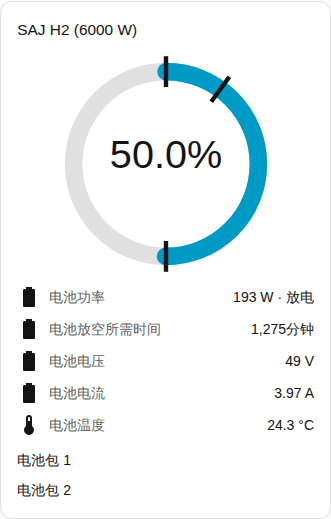 SAJ H2 (6000 W)
50.0%
电池功率 193 W · 放电
电池放空所需时间 1,275分钟
电池电压 49 V
电池电流 3.97 A
电池温度 24.3 °C
电池包 1
电池包 2